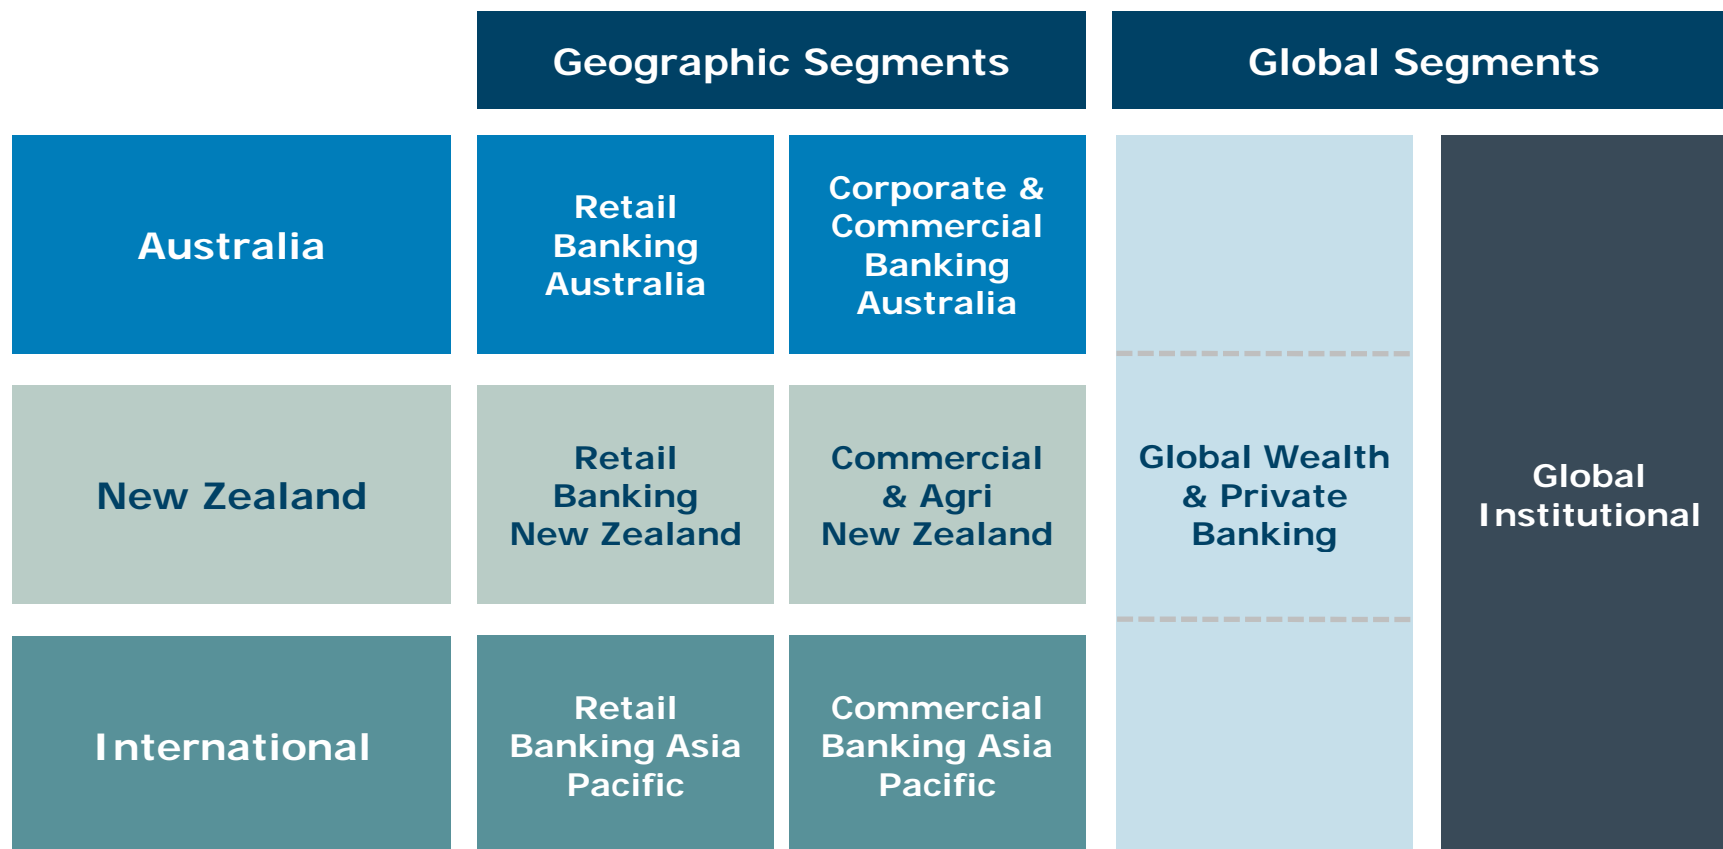 Geographic Segments
Global Segments
Australia
Retail
Banking
Australia
Corporate &
Commercial
Banking
Australia
New Zealand
Retail
Banking
New Zealand
Commercial
& Agri
New Zealand
Global Wealth
& Private
Banking
Global
Institutional
International
Retail
Banking Asia
Pacific
Commercial
Banking Asia
Pacific